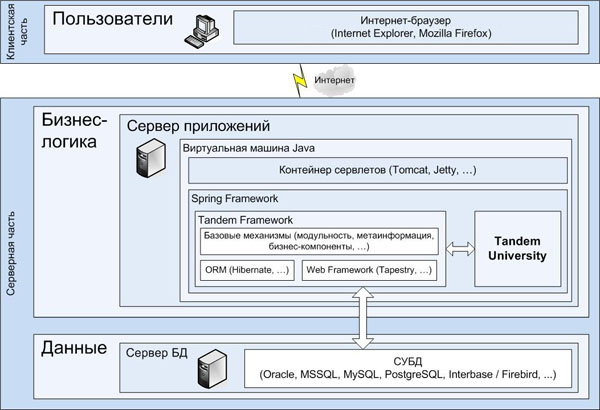 Клиентская
часть
Пользователи
Интернет-браузер
(Internet Explorer, Mozilla Firefox)
Интернет
Серверная часть
Бизнес-
логика
Сервер приложений
Виртуальная машина Java
Контейнер сервлетов (Tomcat, Jetty, ...)
Spring Framework
Tandem Framework
Базовые механизмы (модульность, метаинформация,
бизнес-компоненты, ...)
ORM (Hibernate, ...)
Web Framework (Tapestry, ...)
Tandem
University
Данные
Сервер БД
СУБД
(Oracle, MSSQL, MySQL, PostgreSQL, Interbase / Firebird, ...)